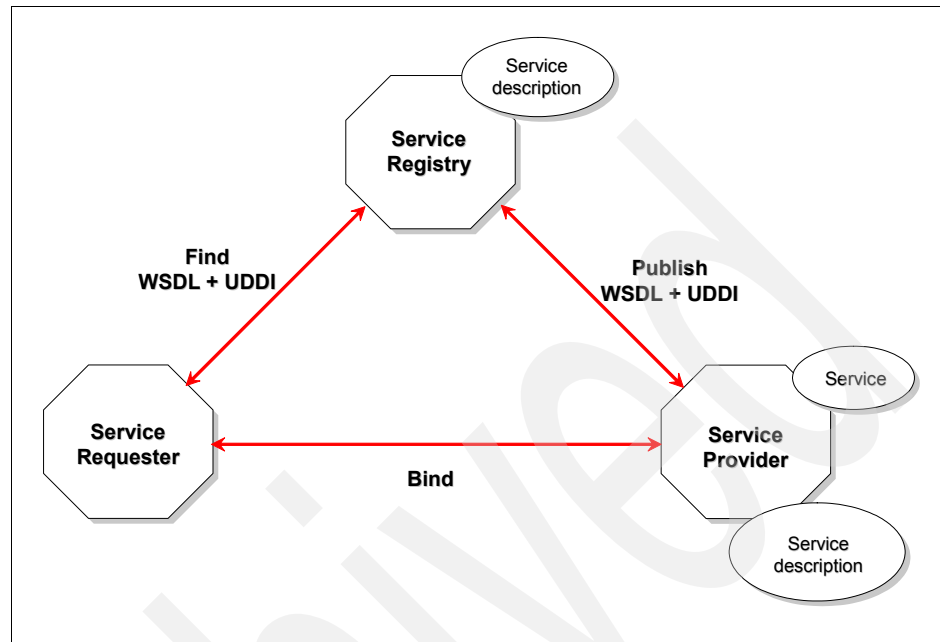 Service
description
Service
Registry
Find
WSDL + UDDI
Publish
WSDL + UDDI
Service
Service
Requester
Service
Provider
Bind
Service
description